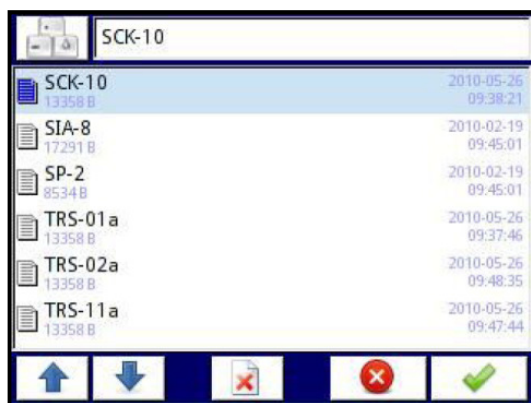 SCK-10
SCK-10 2010-05-26
13358 B 09:38:21
SIA-8 2010-02-19
17291 B 09:45:01
SP-2 2010-02-19
8534 B 09:45:01
TRS-01a 2010-05-26
13358 B 09:37:46
TRS-02a 2010-05-26
13358 B 09:48:35
TRS-11a 2010-05-26
13358 B 09:47:44